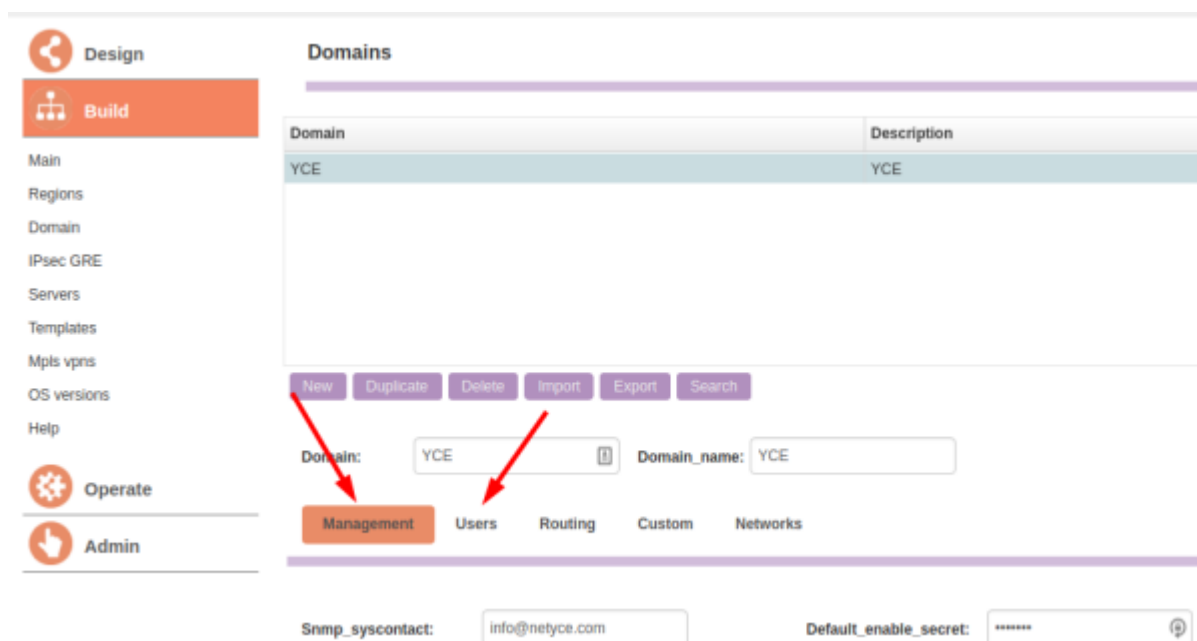 Design
Build
Main
Regions
Domain
IPsec GRE
Servers
Templates
Mpls vpns
OS versions
Help
Operate
Admin
Domains
Domain Description
YCE YCE
New Duplicate Delete Import Export Search
Domain: YCE Domain_name: YCE
Management Users Routing Custom Networks
Snmp_syscontact: info@netyce.com Default_enable_secret: •••••••